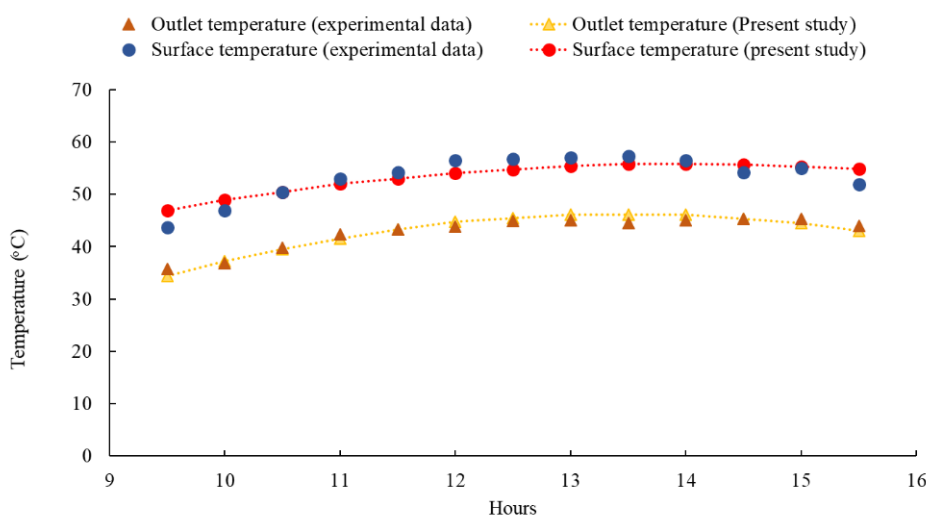 Outlet temperature (experimental data)
Outlet temperature (Present study)
Surface temperature (experimental data)
Surface temperature (present study)
70
60
50
40
30
20
10
0
Temperature (°C)
9 10 11 12 13 14 15 16
Hours